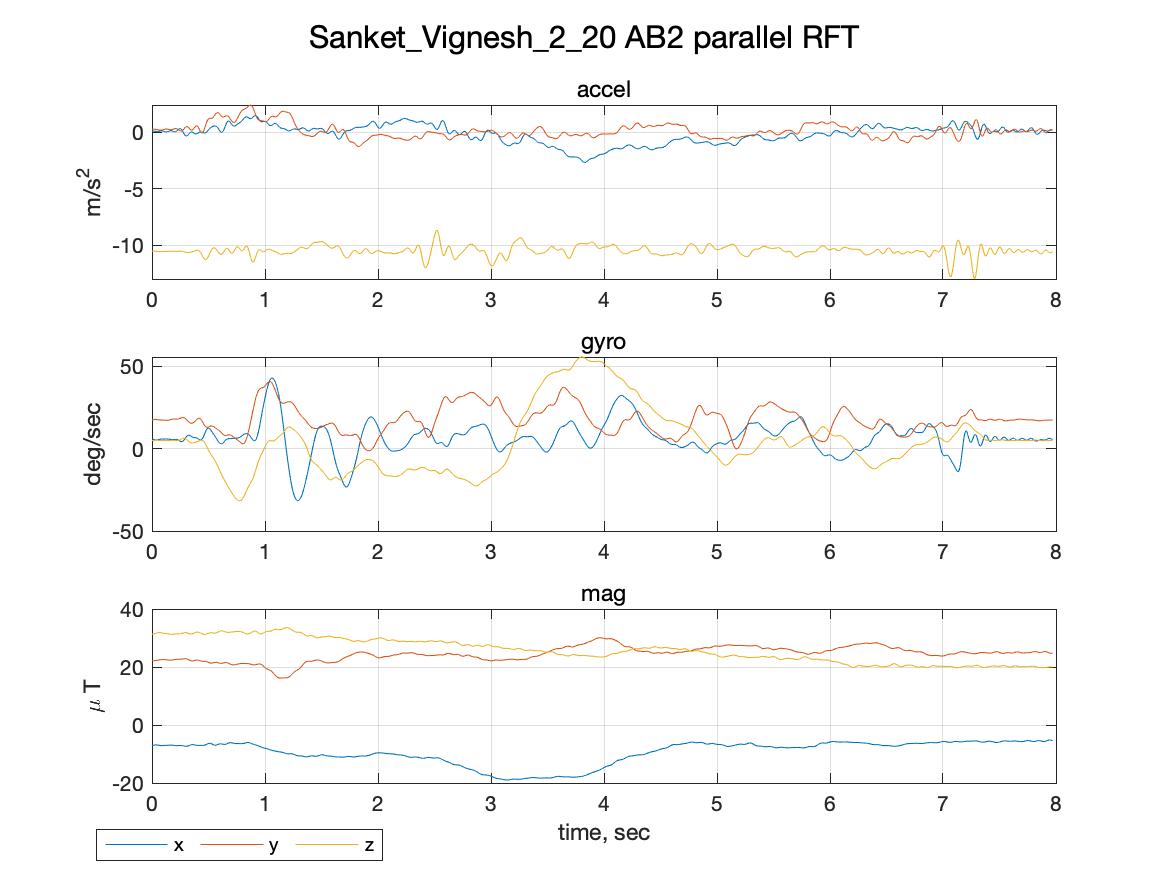 Sanket_Vignesh_2_20 AB2 parallel RFT
accel
m/s²
0
-5
-10
0 1 2 3 4 5 6 7 8
gyro
deg/sec
50
0
-50
0 1 2 3 4 5 6 7 8
mag
μ T
40
20
0
-20
0 1 2 3 4 5 6 7 8
time, sec
x y z